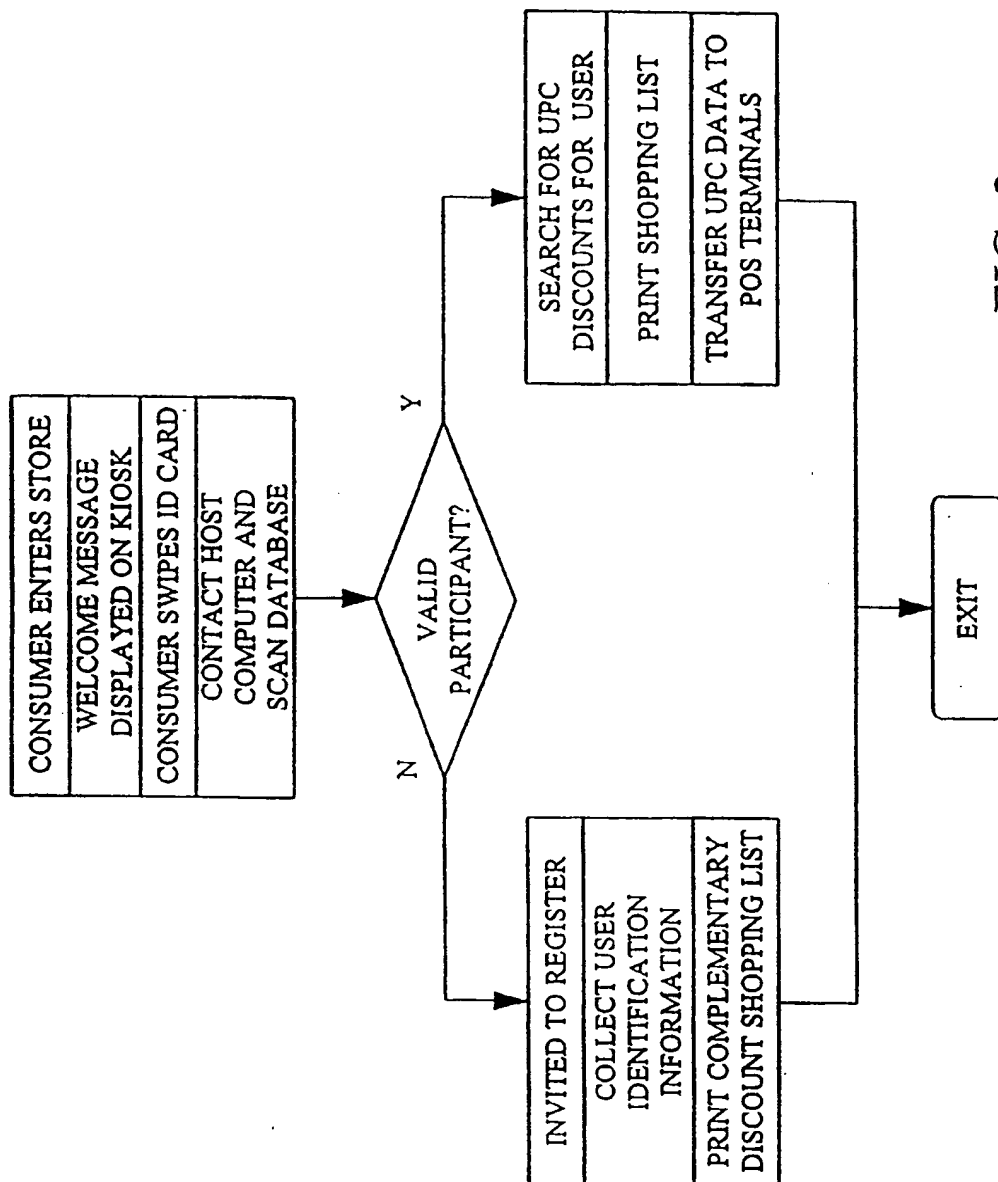 CONSUMER ENTERS STORE
WELCOME MESSAGE
DISPLAYED ON KIOSK
CONSUMER SWIPES ID CARD
CONTACT HOST
COMPUTER AND
SCAN DATABASE
VALID
PARTICIPANT?
N
Y
INVITED TO REGISTER
COLLECT USER
IDENTIFICATION
INFORMATION
PRINT COMPLEMENTARY
DISCOUNT SHOPPING LIST
SEARCH FOR UPC
DISCOUNTS FOR USER
PRINT SHOPPING LIST
TRANSFER UPC DATA TO
POS TERMINALS
EXIT